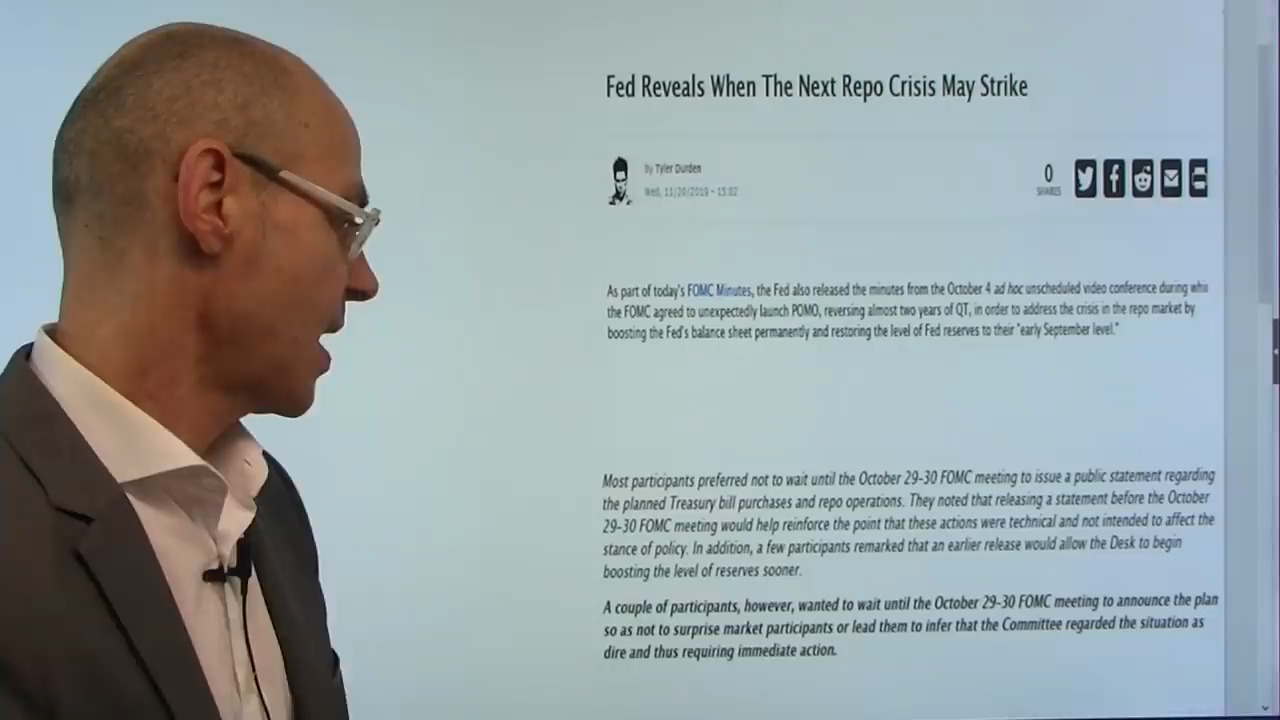 Fed Reveals When The Next Repo Crisis May Strike
by Tyler Durden
Wed, 11/20/2019 - 15:02
0
SHARES
As part of today's FOMC Minutes, the Fed also released the minutes from the October 4 ad hoc unscheduled video conference during whi
the FOMC agreed to unexpectedly launch POMO, reversing almost two years of QT, in order to address the crisis in the repo market by
boosting the Fed's balance sheet permanently and restoring the level of Fed reserves to their "early September level."
Most participants preferred not to wait until the October 29-30 FOMC meeting to issue a public statement regarding
the planned Treasury bill purchases and repo operations. They noted that releasing a statement before the October
29-30 FOMC meeting would help reinforce the point that these actions were technical and not intended to affect the
stance of policy. In addition, a few participants remarked that an earlier release would allow the Desk to begin
boosting the level of reserves sooner.
A couple of participants, however, wanted to wait until the October 29-30 FOMC meeting to announce the plan
so as not to surprise market participants or lead them to infer that the Committee regarded the situation as
dire and thus requiring immediate action.